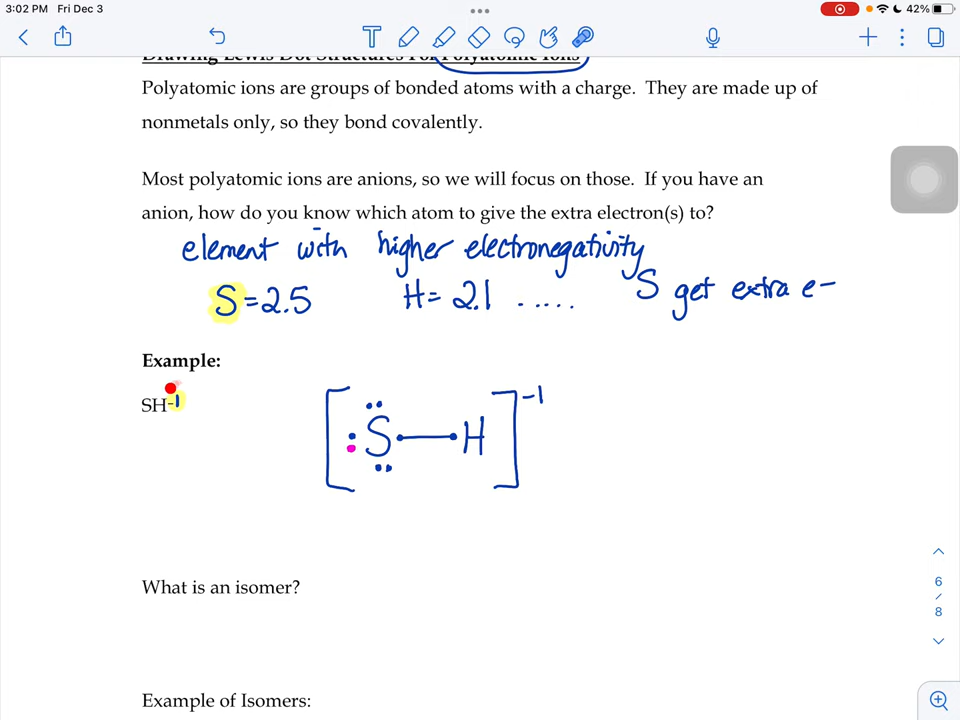 3:02 PM Fri Dec 3
42%
Drawing Lewis Dot Structures For Polyatomic Ions
Polyatomic ions are groups of bonded atoms with a charge. They are made up of
nonmetals only, so they bond covalently.
Most polyatomic ions are anions, so we will focus on those. If you have an
anion, how do you know which atom to give the extra electron(s) to?
element with higher electronegativity
S = 2.5 H = 2.1 ..... S get extra e-
Example:
SH-1
[:S—H]-1
What is an isomer?
Example of Isomers:
6
/
8